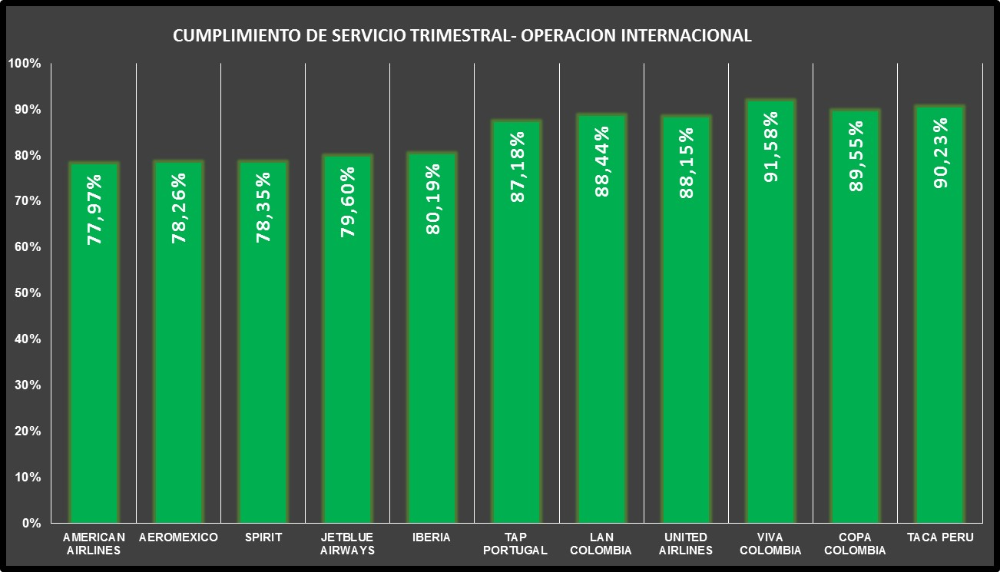 CUMPLIMIENTO DE SERVICIO TRIMESTRAL- OPERACION INTERNACIONAL
100%
90%
80%
70%
60%
50%
40%
30%
20%
10%
0%
77,97%
78,26%
78,35%
79,60%
80,19%
87,18%
88,44%
88,15%
91,58%
89,55%
90,23%
AMERICAN
AIRLINES
AEROMEXICO
SPIRIT
JETBLUE
AIRWAYS
IBERIA
TAP
PORTUGAL
LAN
COLOMBIA
UNITED
AIRLINES
VIVA
COLOMBIA
COPA
COLOMBIA
TACA PERU